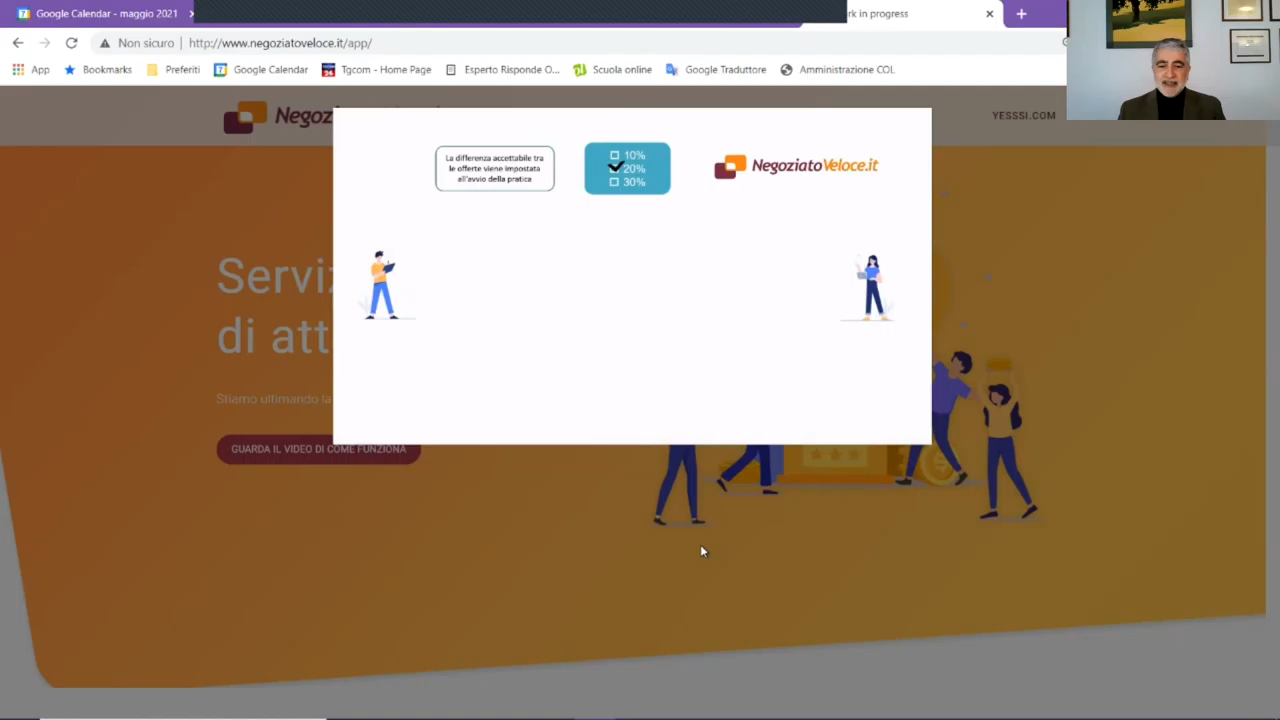 Google Calendar - maggio 2021
rk in progress
Non sicuro
http://www.negoziatoveloce.it/app/
App
Bookmarks
Preferiti
Google Calendar
Tgcom - Home Page
Esperto Risponde O...
Scuola online
Google Traduttore
Amministrazione COL
Negoz
YESSSI.COM
La differenza accettabile tra
le offerte viene impostata
all'avvio della pratica
10%
20%
30%
NegoziatoVeloce.it
Serviz
di att
Stiamo ultimando la
GUARDA IL VIDEO DI COME FUNZIONA